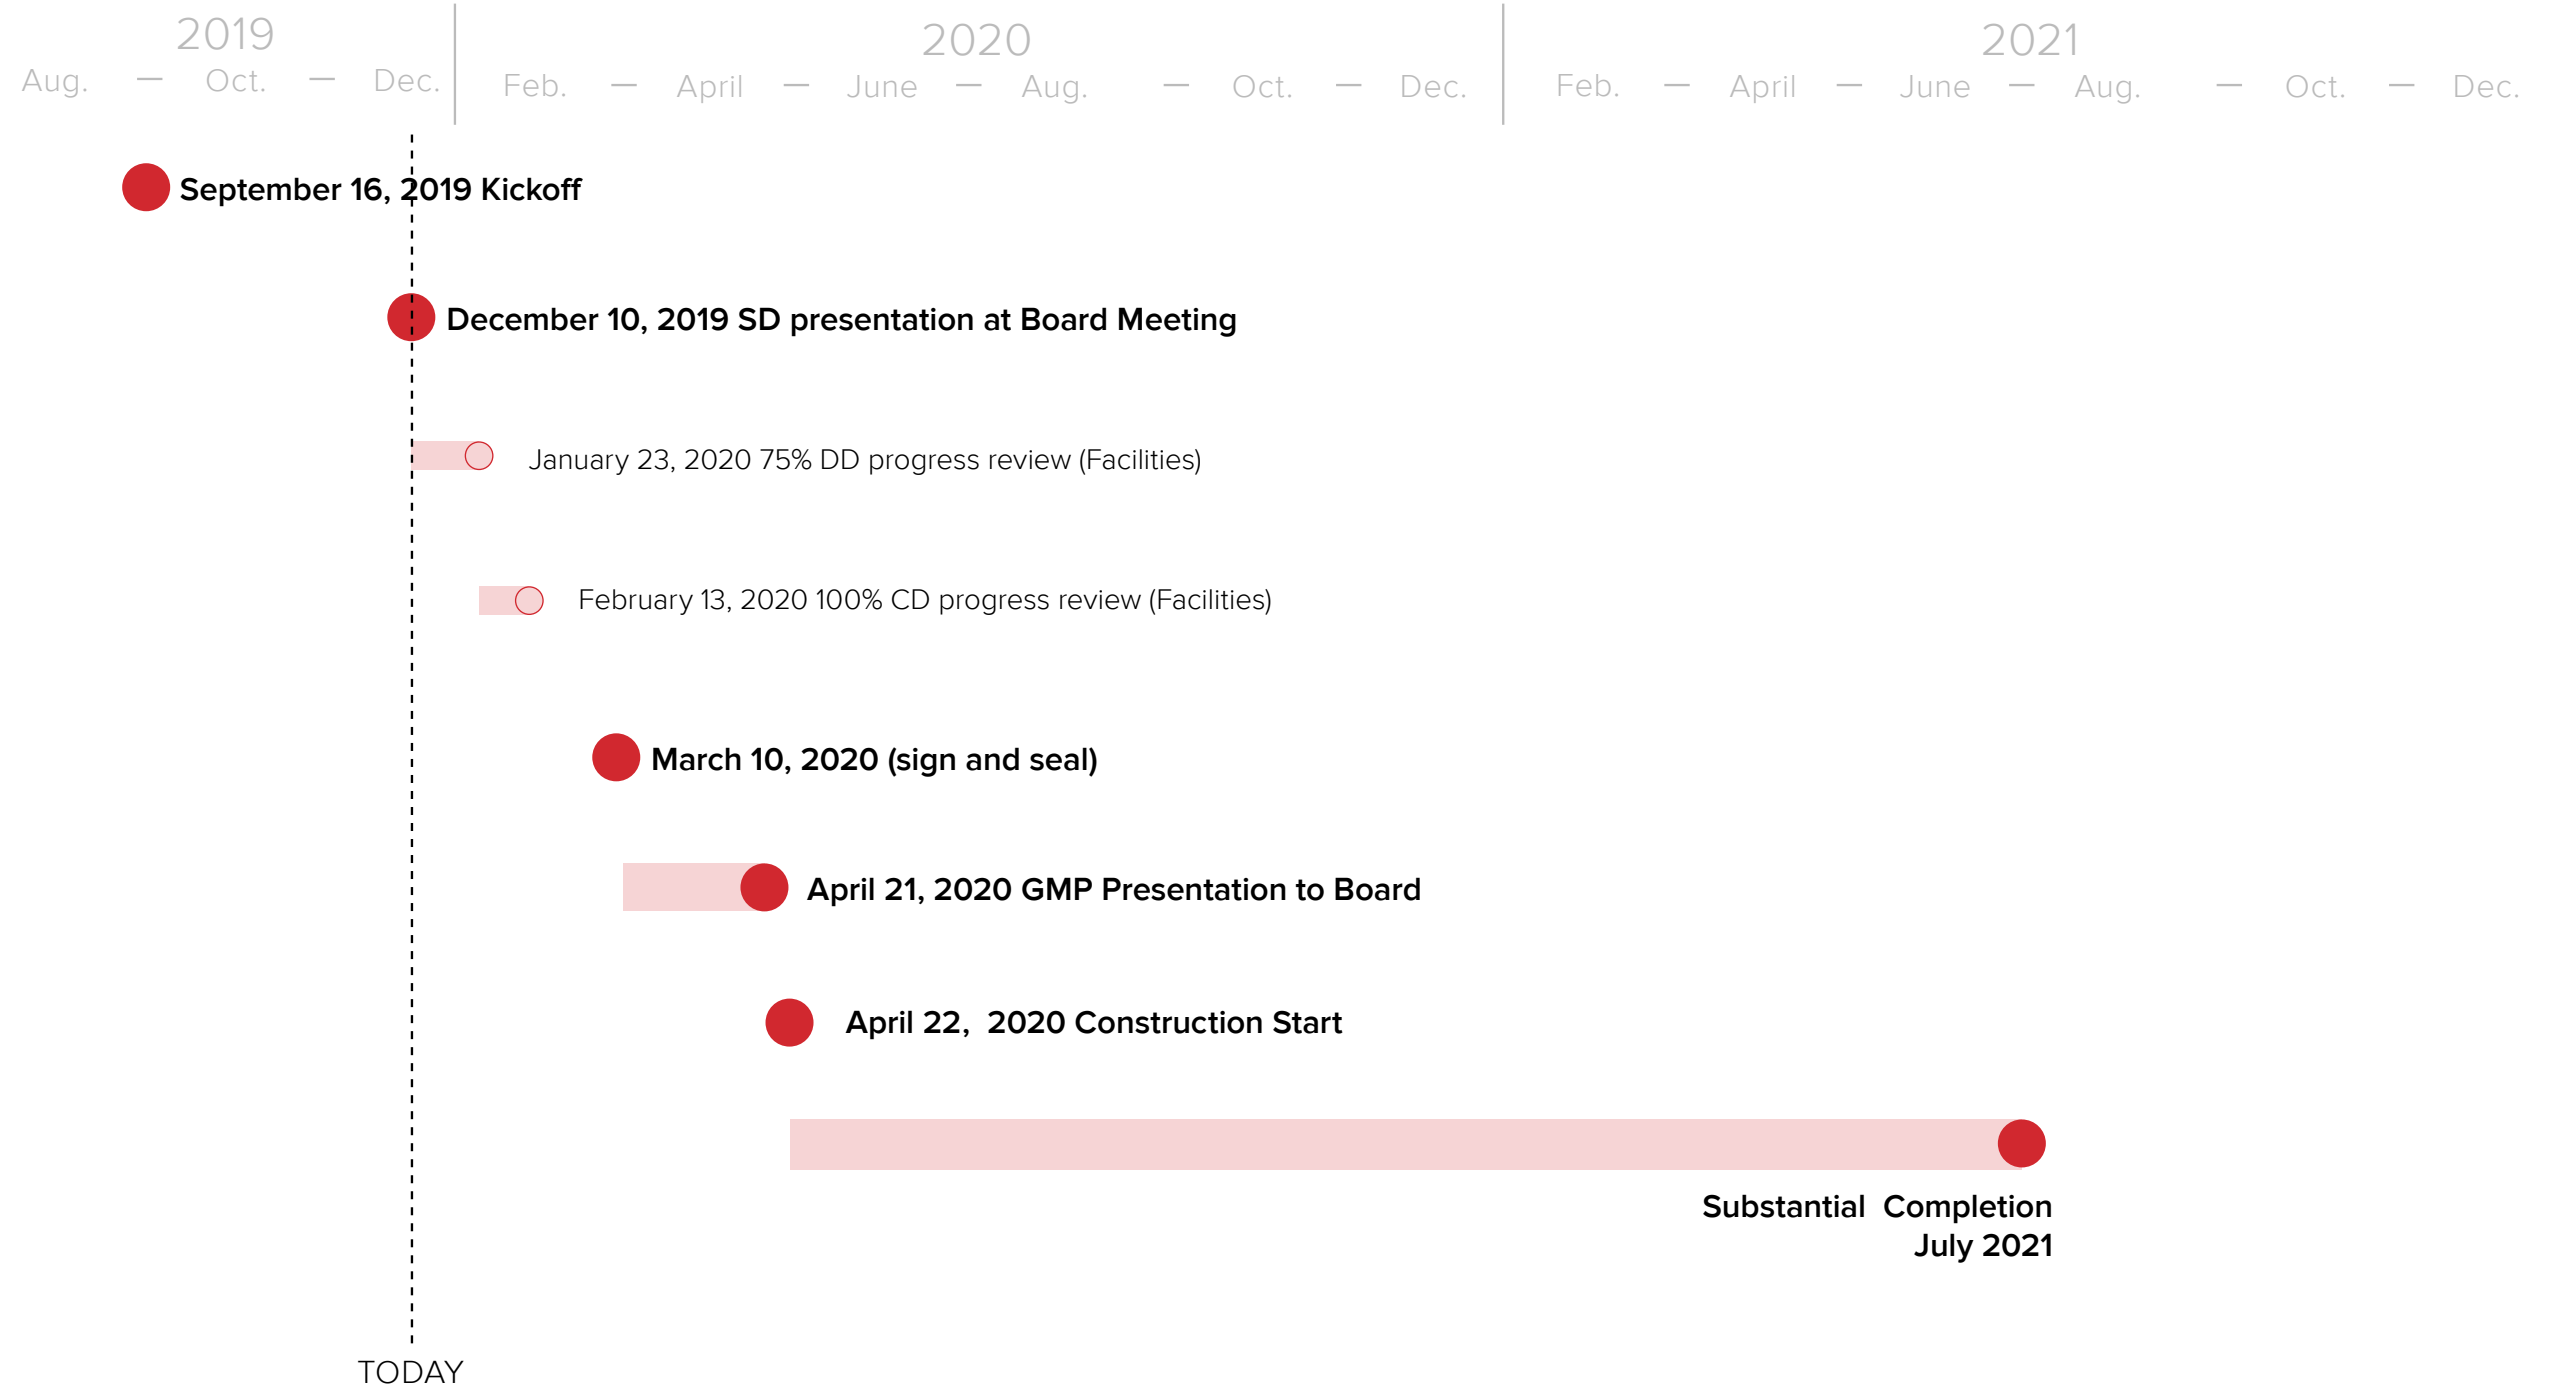 2019 2020 2021
Aug. — Oct. — Dec. Feb. — April — June — Aug. — Oct. — Dec. Feb. — April — June — Aug. — Oct. — Dec.
September 16, 2019 Kickoff
December 10, 2019 SD presentation at Board Meeting
January 23, 2020 75% DD progress review (Facilities)
February 13, 2020 100% CD progress review (Facilities)
March 10, 2020 (sign and seal)
April 21, 2020 GMP Presentation to Board
April 22, 2020 Construction Start
Substantial Completion
July 2021
TODAY